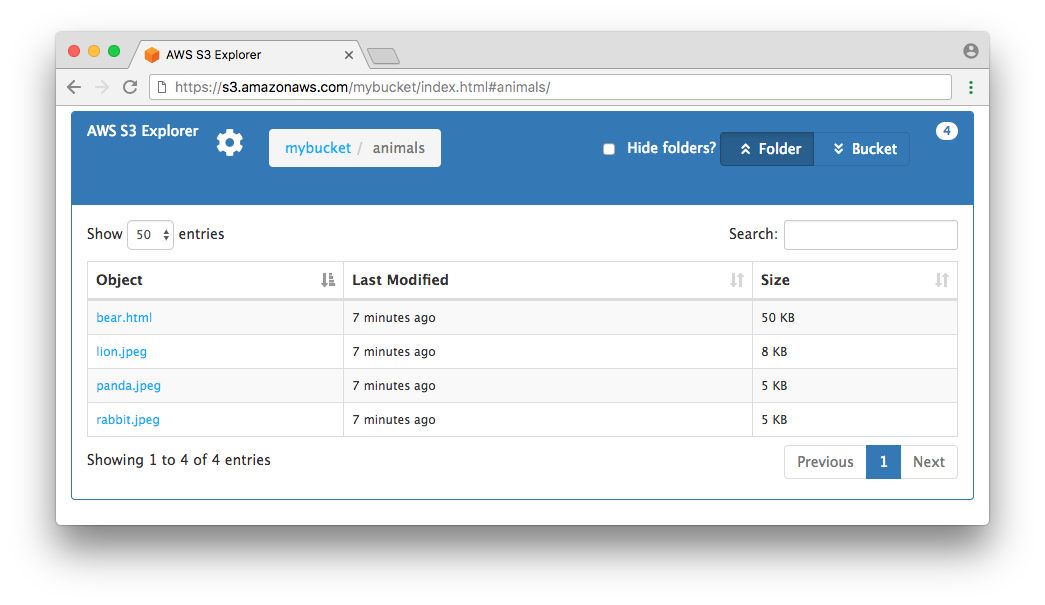 AWS S3 Explorer
https://s3.amazonaws.com/mybucket/index.html#animals/
AWS S3 Explorer
mybucket / animals
Hide folders?
Folder
Bucket
4
Show 50 entries
Search:
Object
Last Modified
Size
bear.html 7 minutes ago 50 KB
lion.jpeg 7 minutes ago 8 KB
panda.jpeg 7 minutes ago 5 KB
rabbit.jpeg 7 minutes ago 5 KB
Showing 1 to 4 of 4 entries
Previous 1 Next